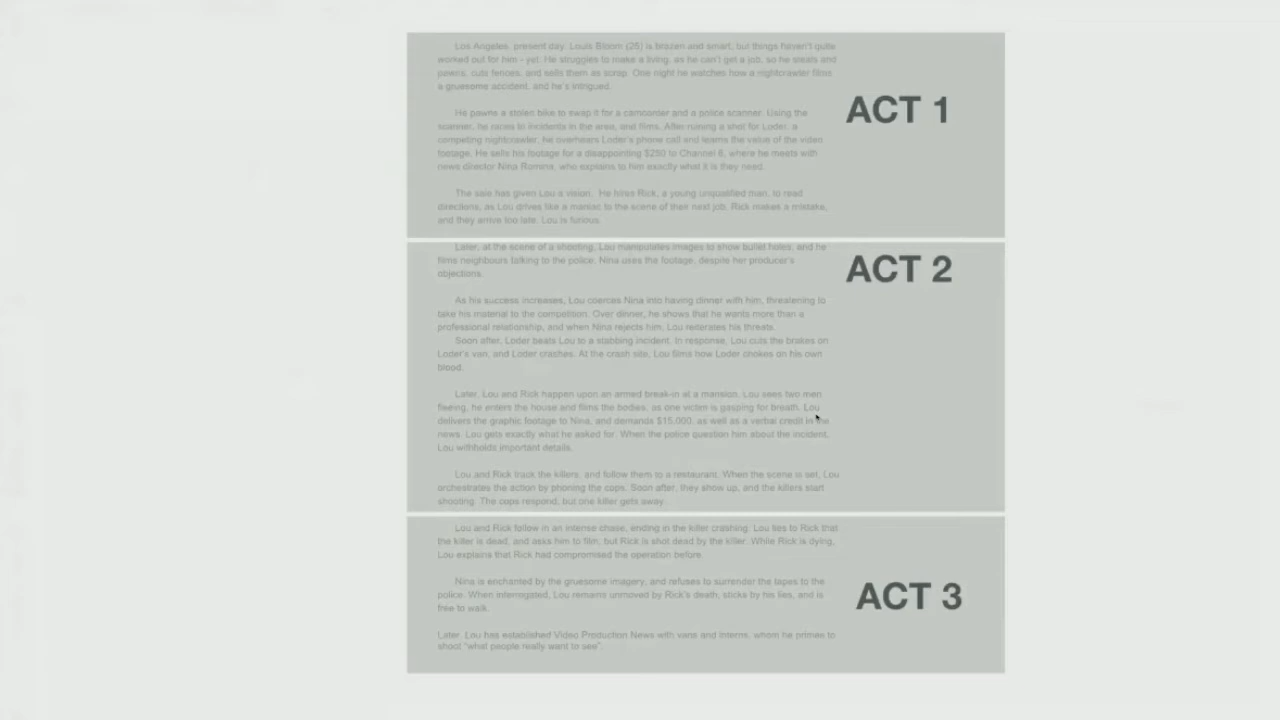 Los Angeles, present day. Louis Bloom (26) is brazen and smart, but things haven't quite
worked out for him - yet. He struggles to make a living, as he can't get a job, so he steals and
pawns, cuts fences, and sells them as scrap. One night he watches how a nightcrawler films
a gruesome accident, and he's intrigued.
He pawns a stolen bike to swap it for a camcorder and a police scanner. Using the
scanner, he races to incidents in the area, and films. After ruining a shot for Loder, a
competing nightcrawler, he overhears Loder's phone call and learns the value of the video
footage. He sells his footage for a disappointing $250 to Channel 6, where he meets with
news director Nina Romina, who explains to him exactly what it is they need.
The sale has given Lou a vision. He hires Rick, a young unqualified man, to read
directions, as Lou drives like a maniac to the scene of their next job. Rick makes a mistake,
and they arrive too late. Lou is furious.
ACT 1
Later, at the scene of a shooting, Lou manipulates images to show bullet holes, and he
films neighbours talking to the police. Nina uses the footage, despite her producer's
objections.
As his success increases, Lou coerces Nina into having dinner with him, threatening to
take his material to the competition. Over dinner, he shows that he wants more than a
professional relationship, and when Nina rejects him, Lou reiterates his threats.
Soon after, Loder beats Lou to a stabbing incident. In response, Lou cuts the brakes on
Loder's van, and Loder crashes. At the crash site, Lou films how Loder chokes on his own
blood.
Later, Lou and Rick happen upon an armed break-in at a mansion. Lou sees two men
fleeing, he enters the house and films the bodies, as one victim is gasping for breath. Lou
delivers the graphic footage to Nina, and demands $15,000, as well as a verbal credit in the
news. Lou gets exactly what he asked for. When the police question him about the incident,
Lou withholds important details.
Lou and Rick track the killers, and follow them to a restaurant. When the scene is set, Lou
orchestrates the action by phoning the cops. Soon after, they show up, and the killers start
shooting. The cops respond, but one killer gets away.
ACT 2
Lou and Rick follow in an intense chase, ending in the killer crashing. Lou lies to Rick that
the killer is dead, and asks him to film, but Rick is shot dead by the killer. While Rick is dying,
Lou explains that Rick had compromised the operation before.
Nina is enchanted by the gruesome imagery, and refuses to surrender the tapes to the
police. When interrogated, Lou remains unmoved by Rick's death, sticks by his lies, and is
free to walk.
Later, Lou has established Video Production News with vans and interns, whom he primes to
shoot "what people really want to see".
ACT 3